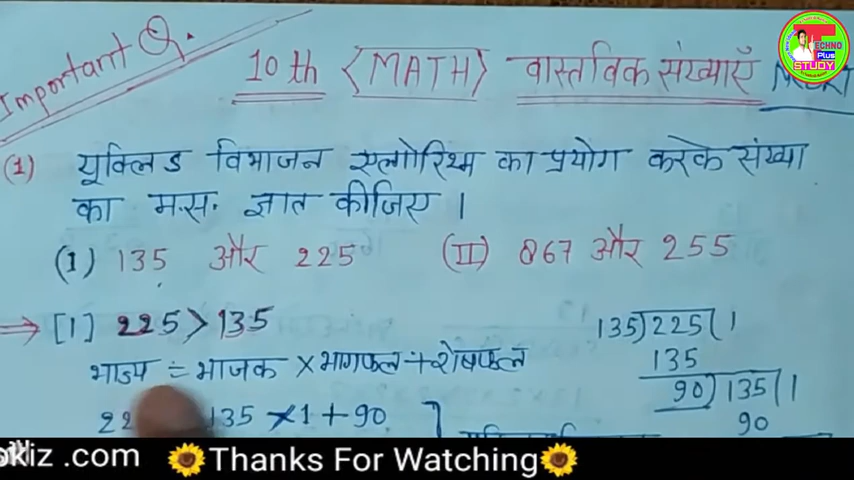 Important Q.
10 th <MATH> वास्तविक संख्याएँ
TECHNO Plus STUDY
(1) यूक्लिड विभाजन एल्गोरिथ्म का प्रयोग करके संख्या
का म.स. ज्ञात कीजिए ।
(I) 135 और 225 (II) 867 और 255
⇒ [1] 225>135
135)225(1
भाज्य = भाजक ×भागफल+शेषफल
135
90)135(1
135 ×1+90
90
.com 🌻Thanks For Watching🌻